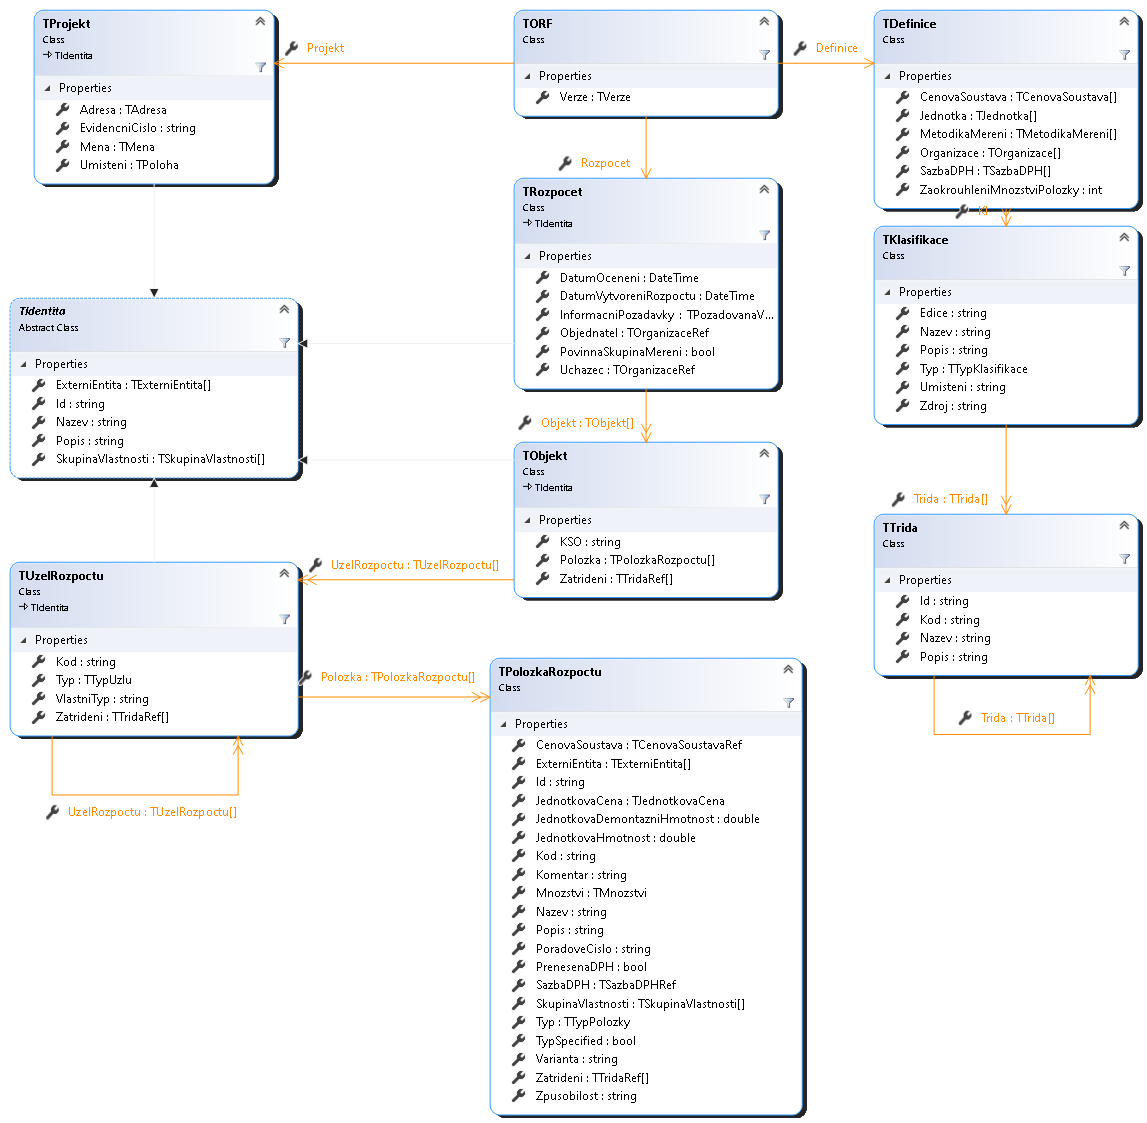 TProjekt
Class
TIdentita
Properties
Adresa : TAdresa
EvidencniCislo : string
Mena : TMena
Umisteni : TPoloha
Projekt
TORF
Class
Properties
Verze : TVerze
Definice
TDefinice
Class
Properties
CenovaSoustava : TCenovaSoustava[]
Jednotka : TJednotka[]
MetodikaMereni : TMetodikaMereni[]
Organizace : TOrganizace[]
SazbaDPH : TSazbaDPH[]
ZaokrouhleniMnozstviPolozky : int
Rozpocet
TRozpocet
Class
TIdentita
Properties
DatumOceneni : DateTime
DatumVytvoreniRozpoctu : DateTime
InformacniPozadavky : TPozadovanaV...
Objednatel : TOrganizaceRef
PovinnaSkupinaMereni : bool
Uchazec : TOrganizaceRef
TKlasifikace
Class
Properties
Edice : string
Nazev : string
Popis : string
Typ : TTypKlasifikace
Umisteni : string
Zdroj : string
TIdentita
Abstract Class
Properties
ExterniEntita : TExterniEntita[]
Id : string
Nazev : string
Popis : string
SkupinaVlastnosti : TSkupinaVlastnosti[]
Objekt : TObjekt[]
TObjekt
Class
TIdentita
Properties
KSO : string
Polozka : TPolozkaRozpoctu[]
Zatrideni : TTridaRef[]
Trida : TTrida[]
TTrida
Class
Properties
Id : string
Kod : string
Nazev : string
Popis : string
Trida : TTrida[]
UzelRozpoctu : TUzelRozpoctu[]
TUzelRozpoctu
Class
TIdentita
Properties
Kod : string
Typ : TTypUzlu
VlastniTyp : string
Zatrideni : TTridaRef[]
UzelRozpoctu : TUzelRozpoctu[]
Polozka : TPolozkaRozpoctu[]
TPolozkaRozpoctu
Class
Properties
CenovaSoustava : TCenovaSoustavaRef
ExterniEntita : TExterniEntita[]
Id : string
JednotkovaCena : TJednotkovaCena
JednotkovaDemontazniHmotnost : double
JednotkovaHmotnost : double
Kod : string
Komentar : string
Mnozstvi : TMnozstvi
Nazev : string
Popis : string
PoradoveCislo : string
PrenesenaDPH : bool
SazbaDPH : TSazbaDPHRef
SkupinaVlastnosti : TSkupinaVlastnosti[]
Typ : TTypPolozky
TypSpecified : bool
Varianta : string
Zatrideni : TTridaRef[]
Zpusobilost : string